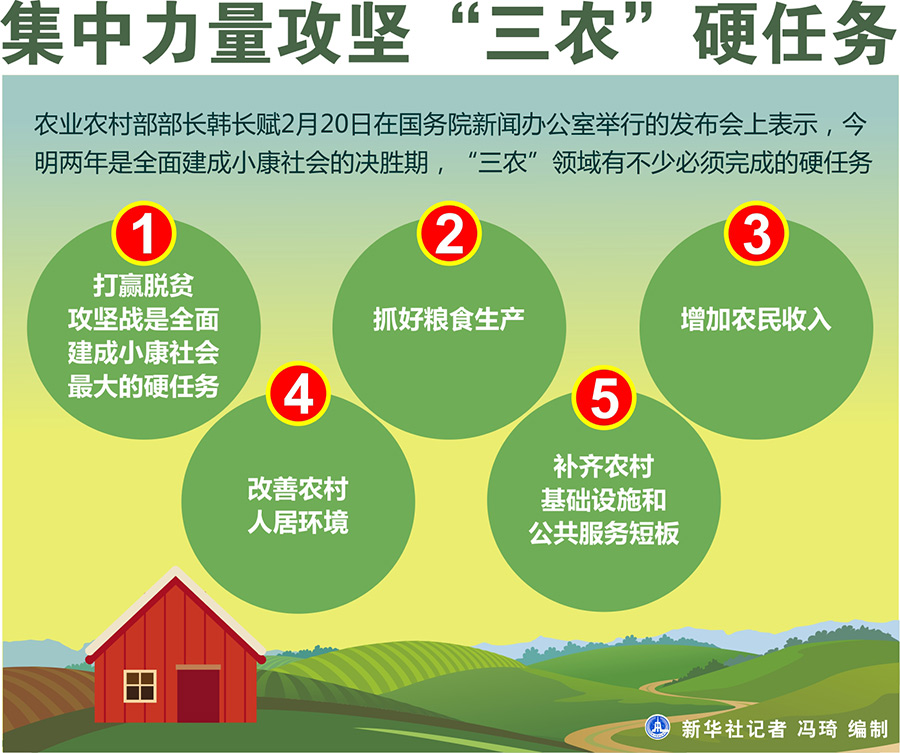 集中力量攻坚“三农”硬任务
农业农村部部长韩长赋2月20日在国务院新闻办公室举行的发布会上表示，今
明两年是全面建成小康社会的决胜期，“三农”领域有不少必须完成的硬任务
1
打赢脱贫
攻坚战是全面
建成小康社会
最大的硬任务
2
抓好粮食生产
3
增加农民收入
4
改善农村
人居环境
5
补齐农村
基础设施和
公共服务短板
新华社记者 冯琦 编制